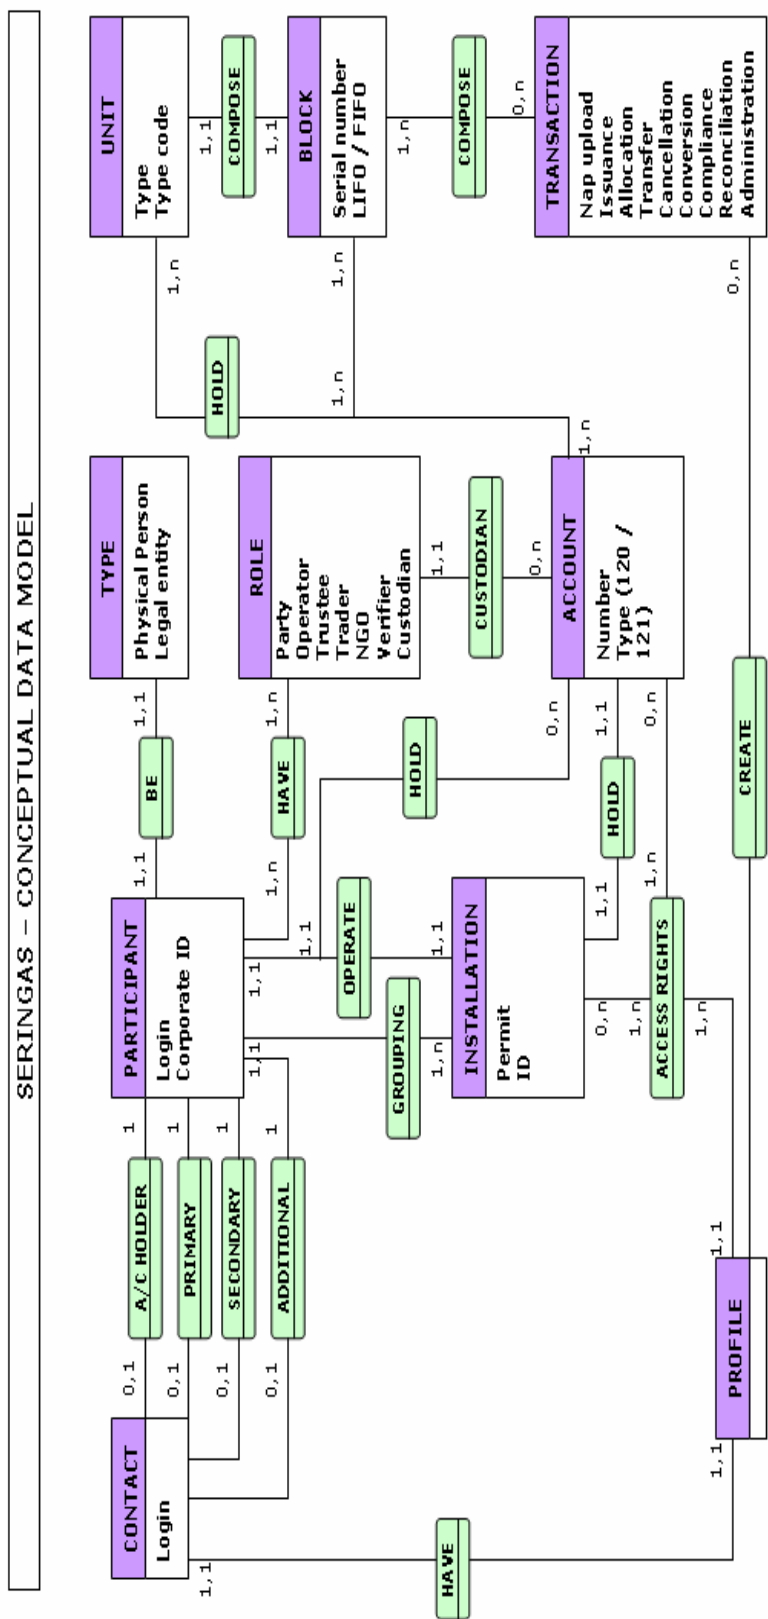 SERINGAS – CONCEPTUAL DATA MODEL
CONTACT
Login
0,1
A/C HOLDER
1
0,1
PRIMARY
1
0,1
SECONDARY
1
0,1
ADDITIONAL
1
PARTICIPANT
Login
Corporate ID
1,1
BE
1,1
TYPE
Physical Person
Legal entity
1,n
HAVE
1,n
ROLE
Party
Operator
Trustee
Trader
NGO
Verifier
Custodian
UNIT
Type
Type code
1,1
COMPOSE
1,1
BLOCK
Serial number
LIFO / FIFO
1,n
COMPOSE
0,n
TRANSACTION
Nap upload
Issuance
Allocation
Transfer
Cancellation
Conversion
Compliance
Reconciliation
Administration
1,n
HOLD
1,n
1,n
1,n
1,1
CUSTODIAN
0,n
ACCOUNT
Number
Type (120 /
121)
1,1
OPERATE
1,1
1,1
HOLD
0,n
1,1
GROUPING
1,n
INSTALLATION
Permit
ID
1,1
HOLD
1,1
0,n
1,n
ACCESS RIGHTS
1,n
0,n
1,n
1,1
HAVE
1,1
PROFILE
1,1
CREATE
0,n